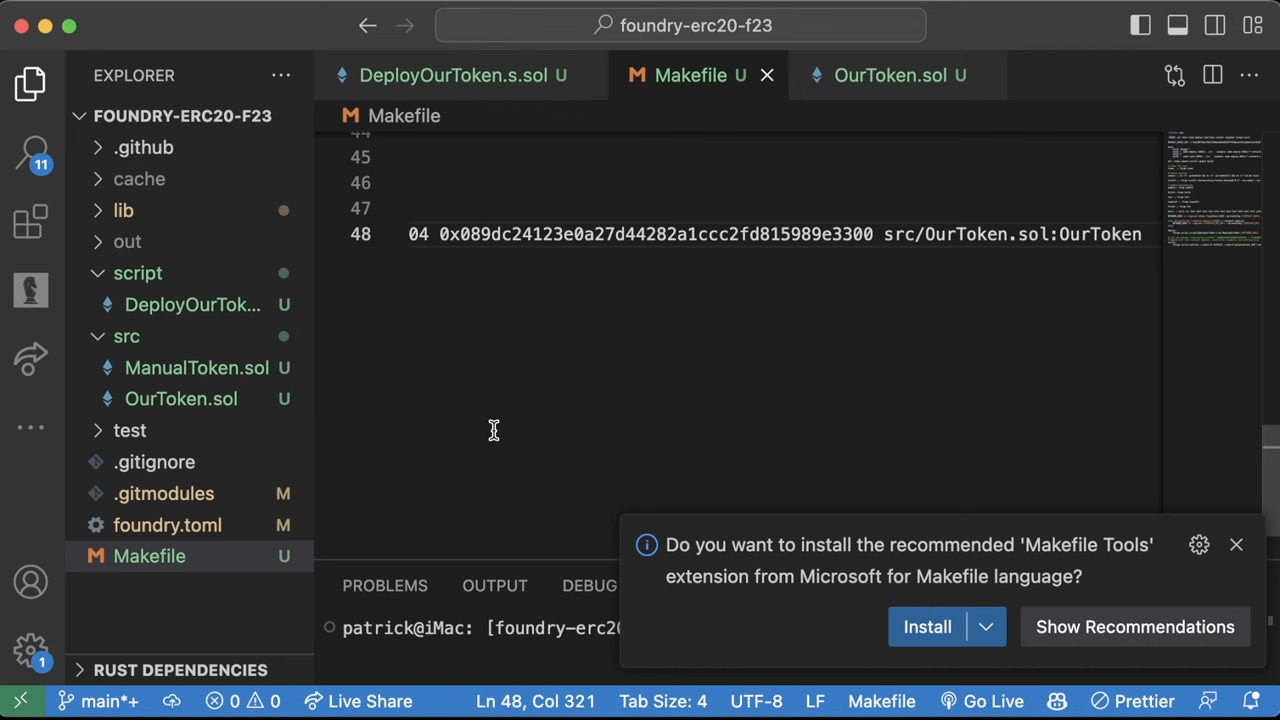 foundry-erc20-f23
EXPLORER
DeployOurToken.s.sol U
Makefile U
OurToken.sol U
FOUNDRY-ERC20-F23
Makefile
.github
cache
lib
out
script
DeployOurTok... U
src
ManualToken.sol U
OurToken.sol U
test
.gitignore
.gitmodules M
foundry.toml M
Makefile U
RUST DEPENDENCIES
11
1
44
45
46
47
48 src/OurToken.sol:OurToken
PROBLEMS OUTPUT DEBUG
patrick@iMac: [foundry-erc20
Do you want to install the recommended 'Makefile Tools'
extension from Microsoft for Makefile language?
Install
Show Recommendations
main*+ 0 0 Live Share Ln 48, Col 321 Tab Size: 4 UTF-8 LF Makefile Go Live Prettier